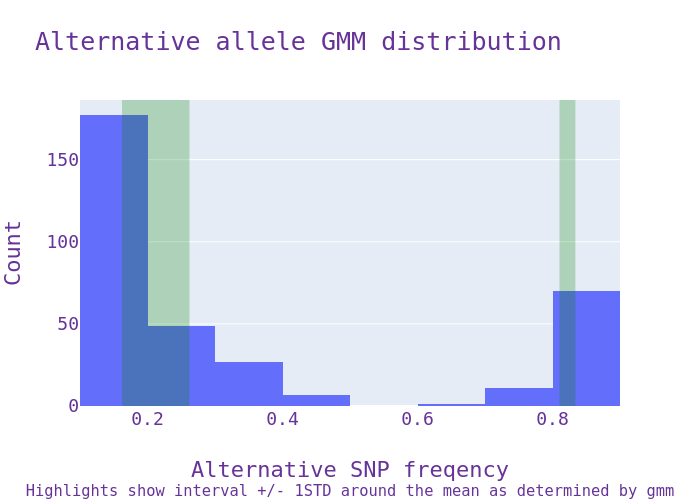 Alternative allele GMM distribution
150
100
50
0
Count
0.2 0.4 0.6 0.8
Alternative SNP freqency
Highlights show interval +/- 1STD around the mean as determined by gmm